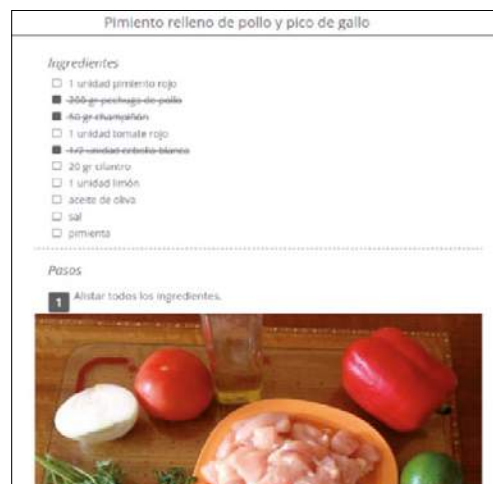 Pimiento relleno de pollo y pico de gallo
Ingredientes
1 unidad pimiento rojo
200 gr pechuga de pollo
50 gr champiñón
1 unidad tomate rojo
1/2 unidad cebolla blanca
20 gr cilantro
1 unidad limón
aceite de oliva
sal
pimienta
Pasos
1 Alistar todos los ingredientes.